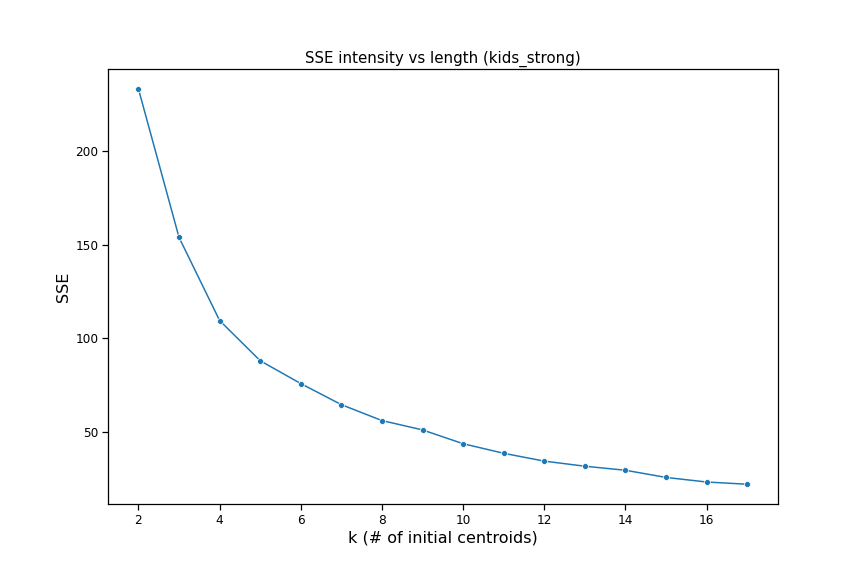 SSE intensity vs length (kids_strong)
200
150
100
50
SSE
2 4 6 8 10 12 14 16
k (# of initial centroids)